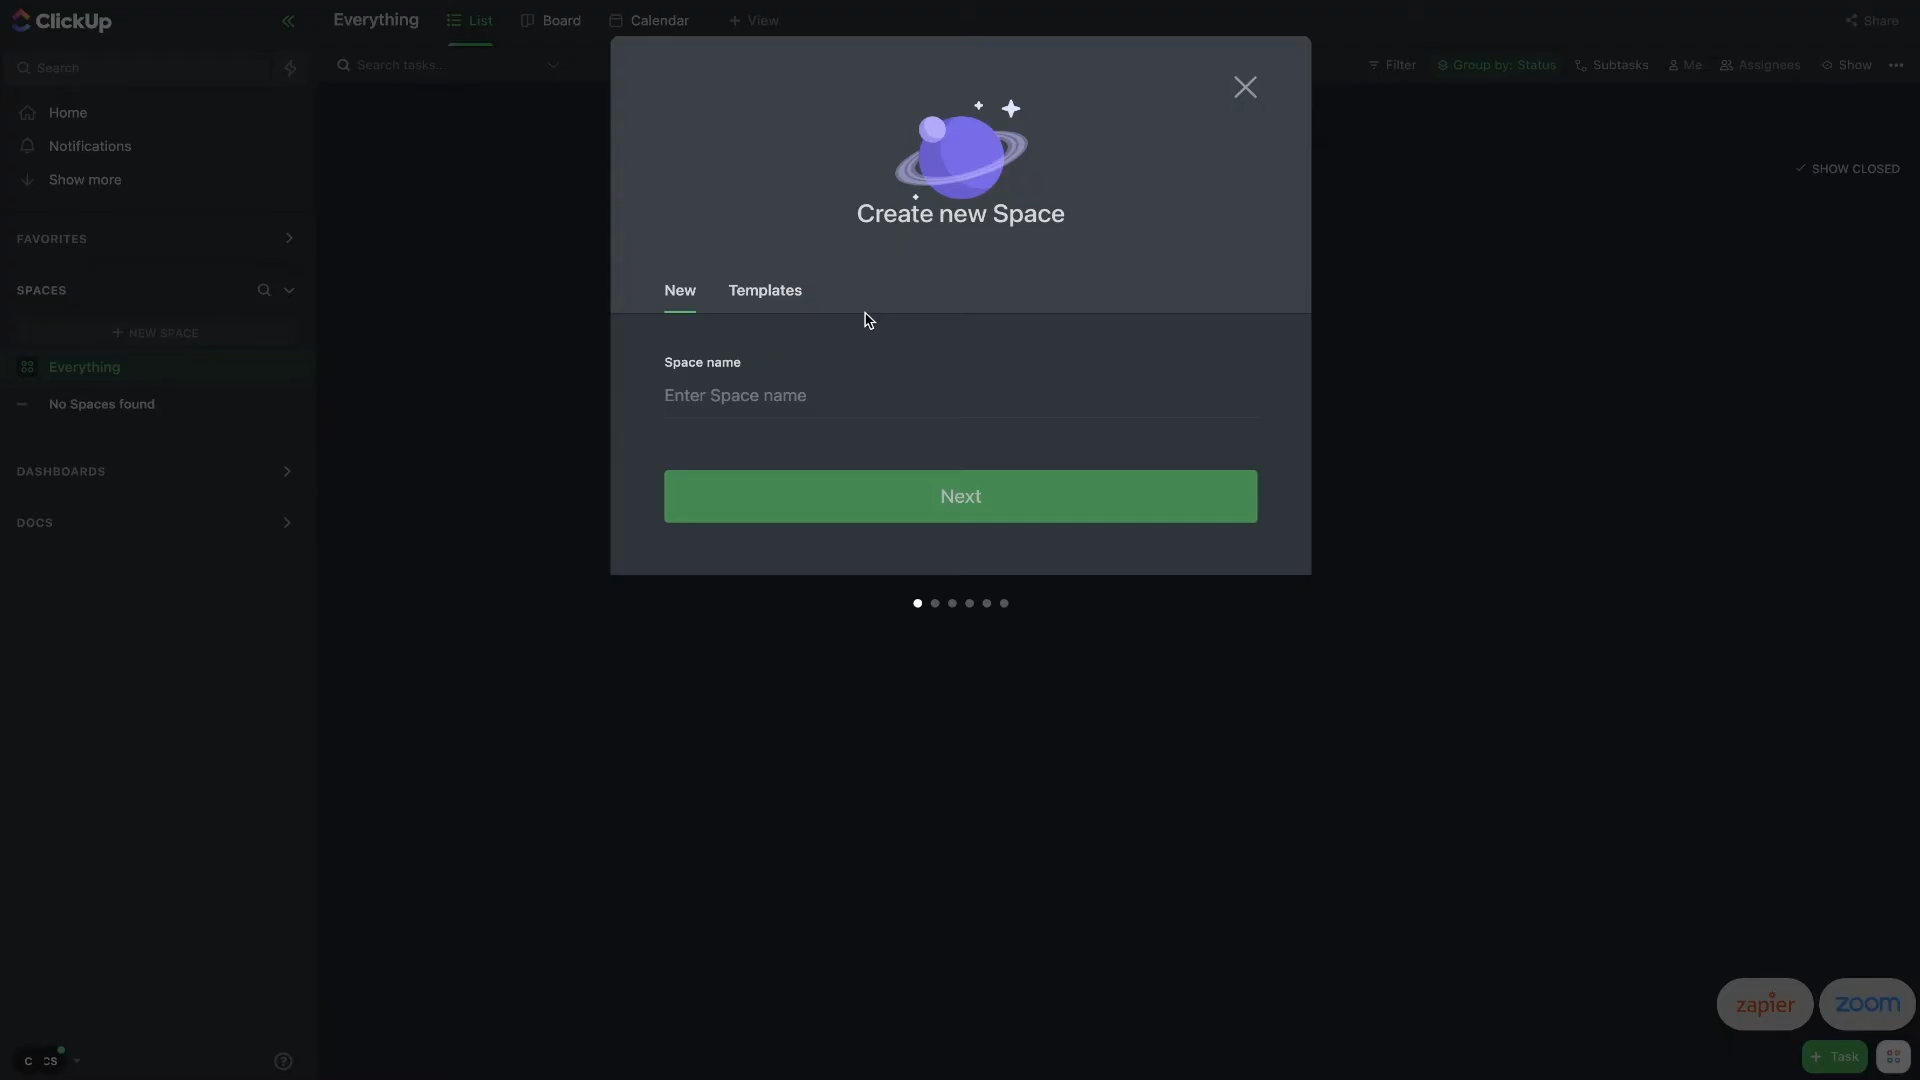 ClickUp
Search
Home
Notifications
Show more
FAVORITES
SPACES
+ NEW SPACE
Everything
No Spaces found
DASHBOARDS
DOCS
Everything
List
Board
Calendar
+ View
Share
Search tasks...
Filter
Group by: Status
Subtasks
Me
Assignees
Show
SHOW CLOSED
Create new Space
New
Templates
Space name
Enter Space name
Next
zapier
zoom
+ Task
C